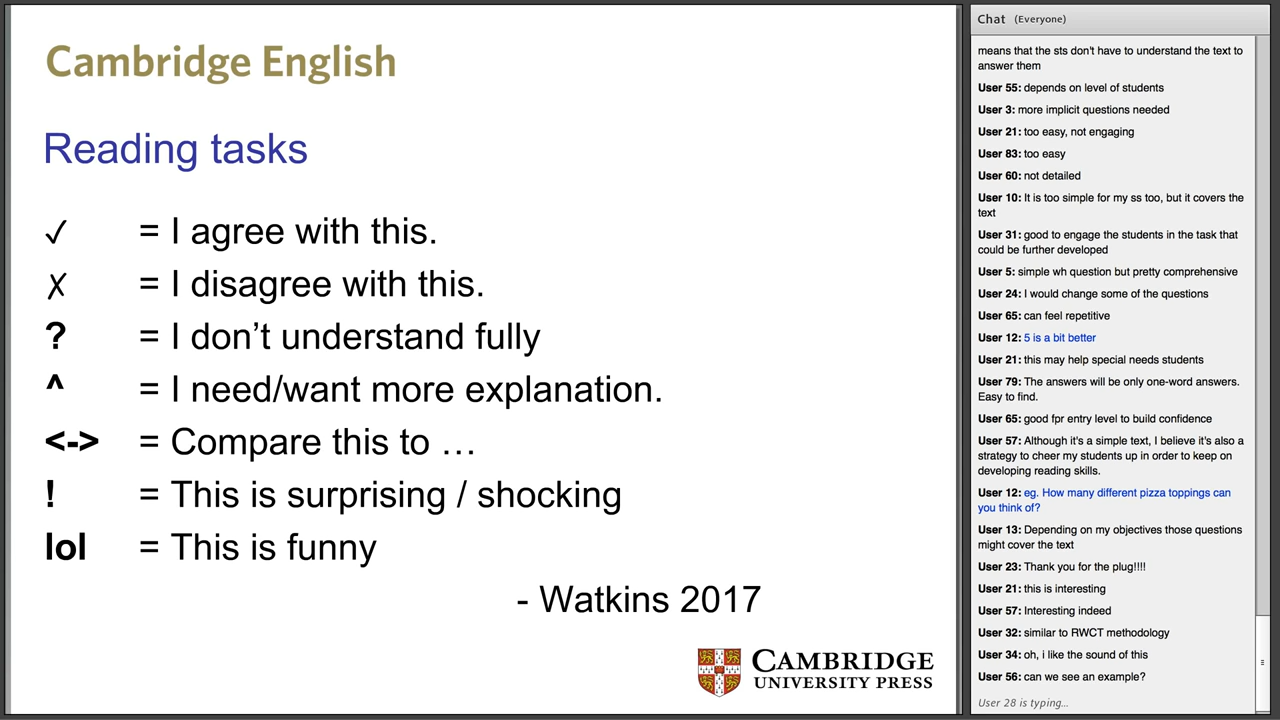 Cambridge English
Reading tasks
✓ = I agree with this.
✗ = I disagree with this.
? = I don’t understand fully
^ = I need/want more explanation.
<-> = Compare this to …
! = This is surprising / shocking
lol = This is funny
- Watkins 2017
CAMBRIDGE
UNIVERSITY PRESS
Chat (Everyone)
means that the sts don't have to understand the text to
answer them
User 55: depends on level of students
User 3: more implicit questions needed
User 21: too easy, not engaging
User 83: too easy
User 60: not detailed
User 10: It is too simple for my ss too, but it covers the
text
User 31: good to engage the students in the task that
could be further developed
User 5: simple wh question but pretty comprehensive
User 24: I would change some of the questions
User 65: can feel repetitive
User 12: 5 is a bit better
User 21: this may help special needs students
User 79: The answers will be only one-word answers.
Easy to find.
User 65: good fpr entry level to build confidence
User 57: Although it's a simple text, I believe it's also a
strategy to cheer my students up in order to keep on
developing reading skills.
User 12: eg. How many different pizza toppings can
you think of?
User 13: Depending on my objectives those questions
might cover the text
User 23: Thank you for the plug!!!!
User 21: this is interesting
User 57: Interesting indeed
User 32: similar to RWCT methodology
User 34: oh, i like the sound of this
User 56: can we see an example?
User 28 is typing...